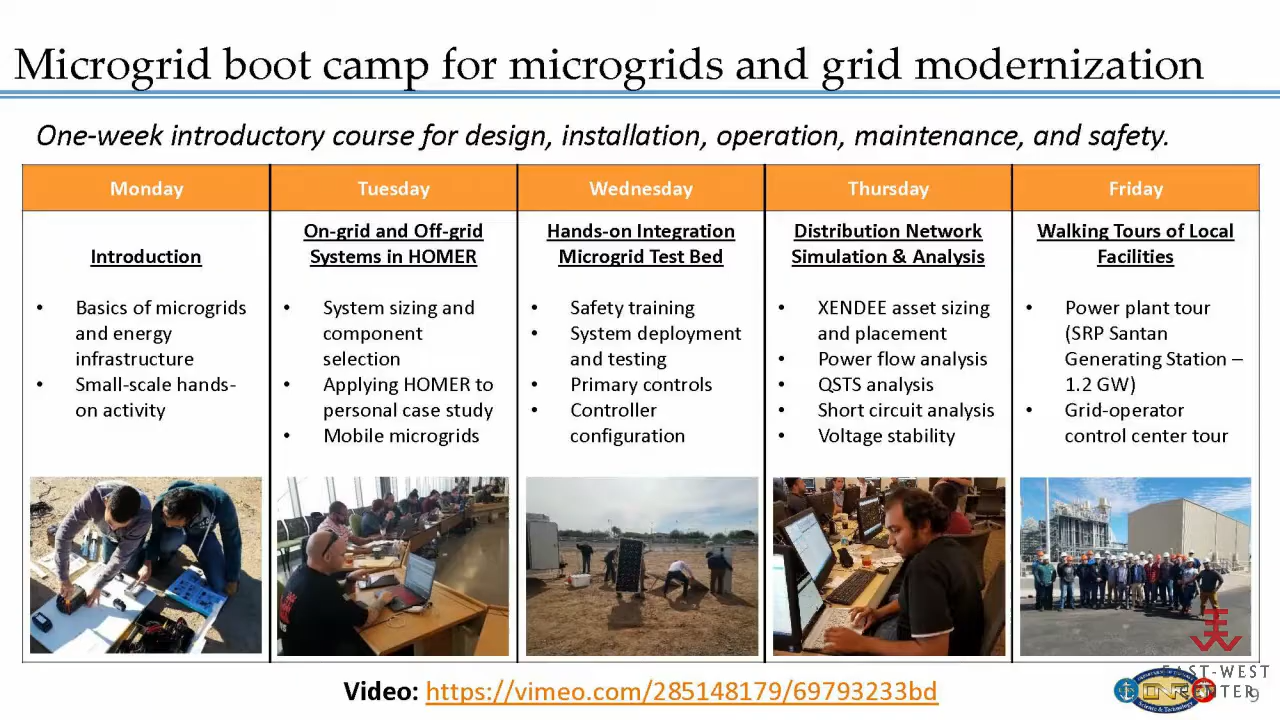 Microgrid boot camp for microgrids and grid modernization
One-week introductory course for design, installation, operation, maintenance, and safety.
Monday
Tuesday
Wednesday
Thursday
Friday
Introduction
• Basics of microgrids
and energy
infrastructure
• Small-scale hands-
on activity
On-grid and Off-grid
Systems in HOMER
• System sizing and
component
selection
• Applying HOMER to
personal case study
• Mobile microgrids
Hands-on Integration
Microgrid Test Bed
• Safety training
• System deployment
and testing
• Primary controls
• Controller
configuration
Distribution Network
Simulation & Analysis
• XENDEE asset sizing
and placement
• Power flow analysis
• QSTS analysis
• Short circuit analysis
• Voltage stability
Walking Tours of Local
Facilities
• Power plant tour
(SRP Santan
Generating Station –
1.2 GW)
• Grid-operator
control center tour
Video: https://vimeo.com/285148179/69793233bd
EAST-WEST
CENTER
Science & Technology
9